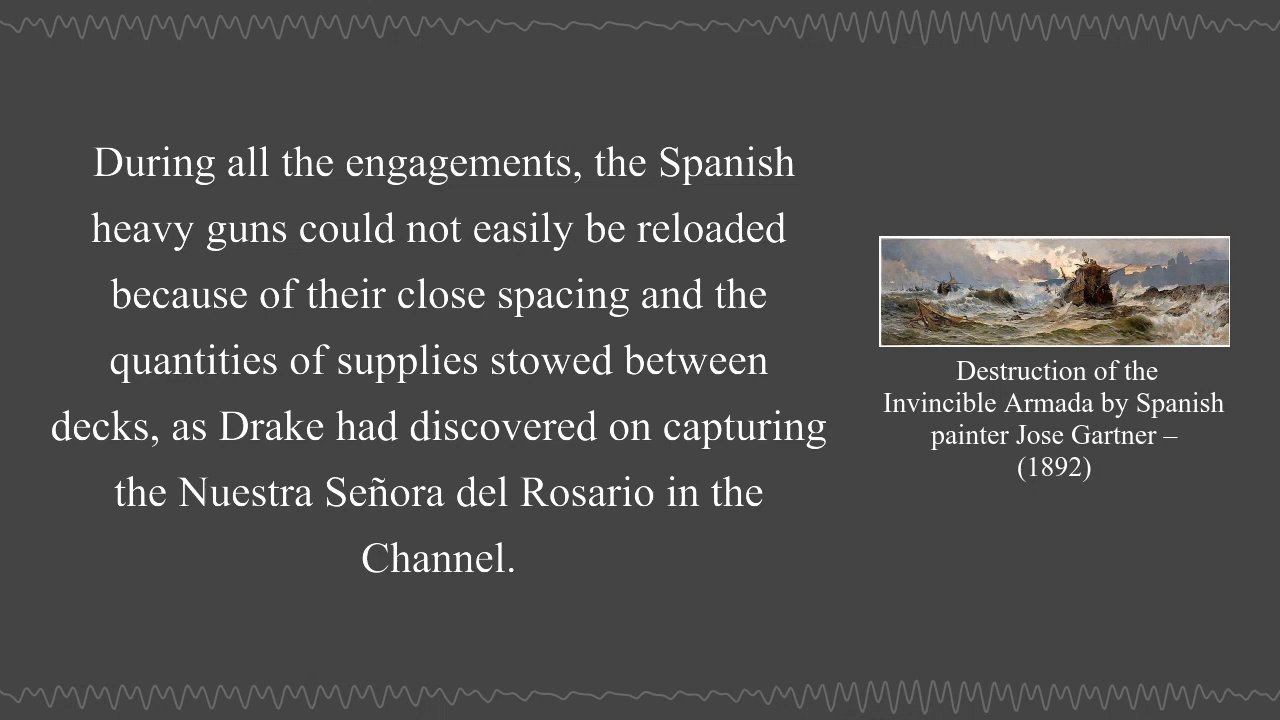 During all the engagements, the Spanish
heavy guns could not easily be reloaded
because of their close spacing and the
quantities of supplies stowed between
decks, as Drake had discovered on capturing
the Nuestra Señora del Rosario in the
Channel.
Destruction of the
Invincible Armada by Spanish
painter Jose Gartner –
(1892)